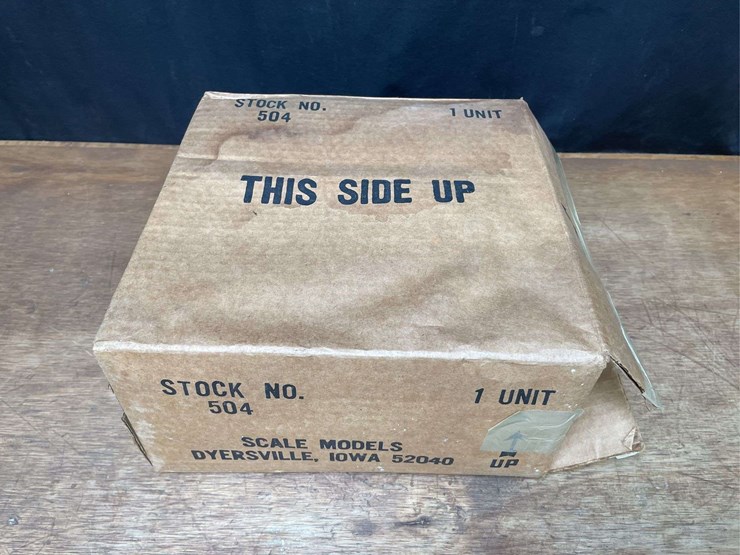 STOCK NO.
504
1 UNIT
THIS SIDE UP
STOCK NO.
504
1 UNIT
SCALE MODELS
DYERSVILLE, IOWA 52040
UP